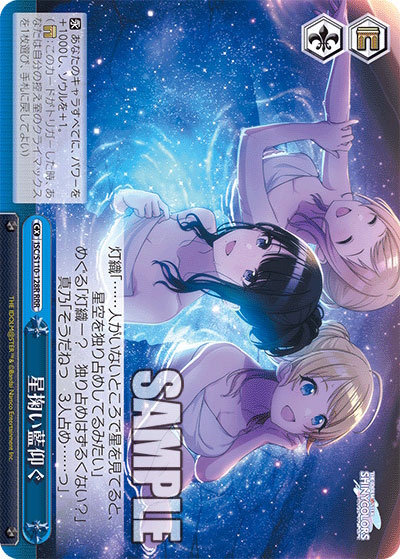 永 あなたのキャラすべてに、パワーを
+1000し、ソウルを+1。
（：このカードがトリガーした時、あ
なたは自分の控え室のクライマックス
を1枚選び、手札に戻してよい）
灯織「……人がいないところで星を見てると
星空を独り占めしてるみたい」
めぐる「灯織ー？　独り占めはずるくない？」
真乃「そうだねっ　3人占め……っ」
SAMPLE
THE IDOLM@STER
SHINY COLORS
CX
星掬い藍仰々
THE IDOLM@STER™& ©Bandai Namco Entertainment Inc.